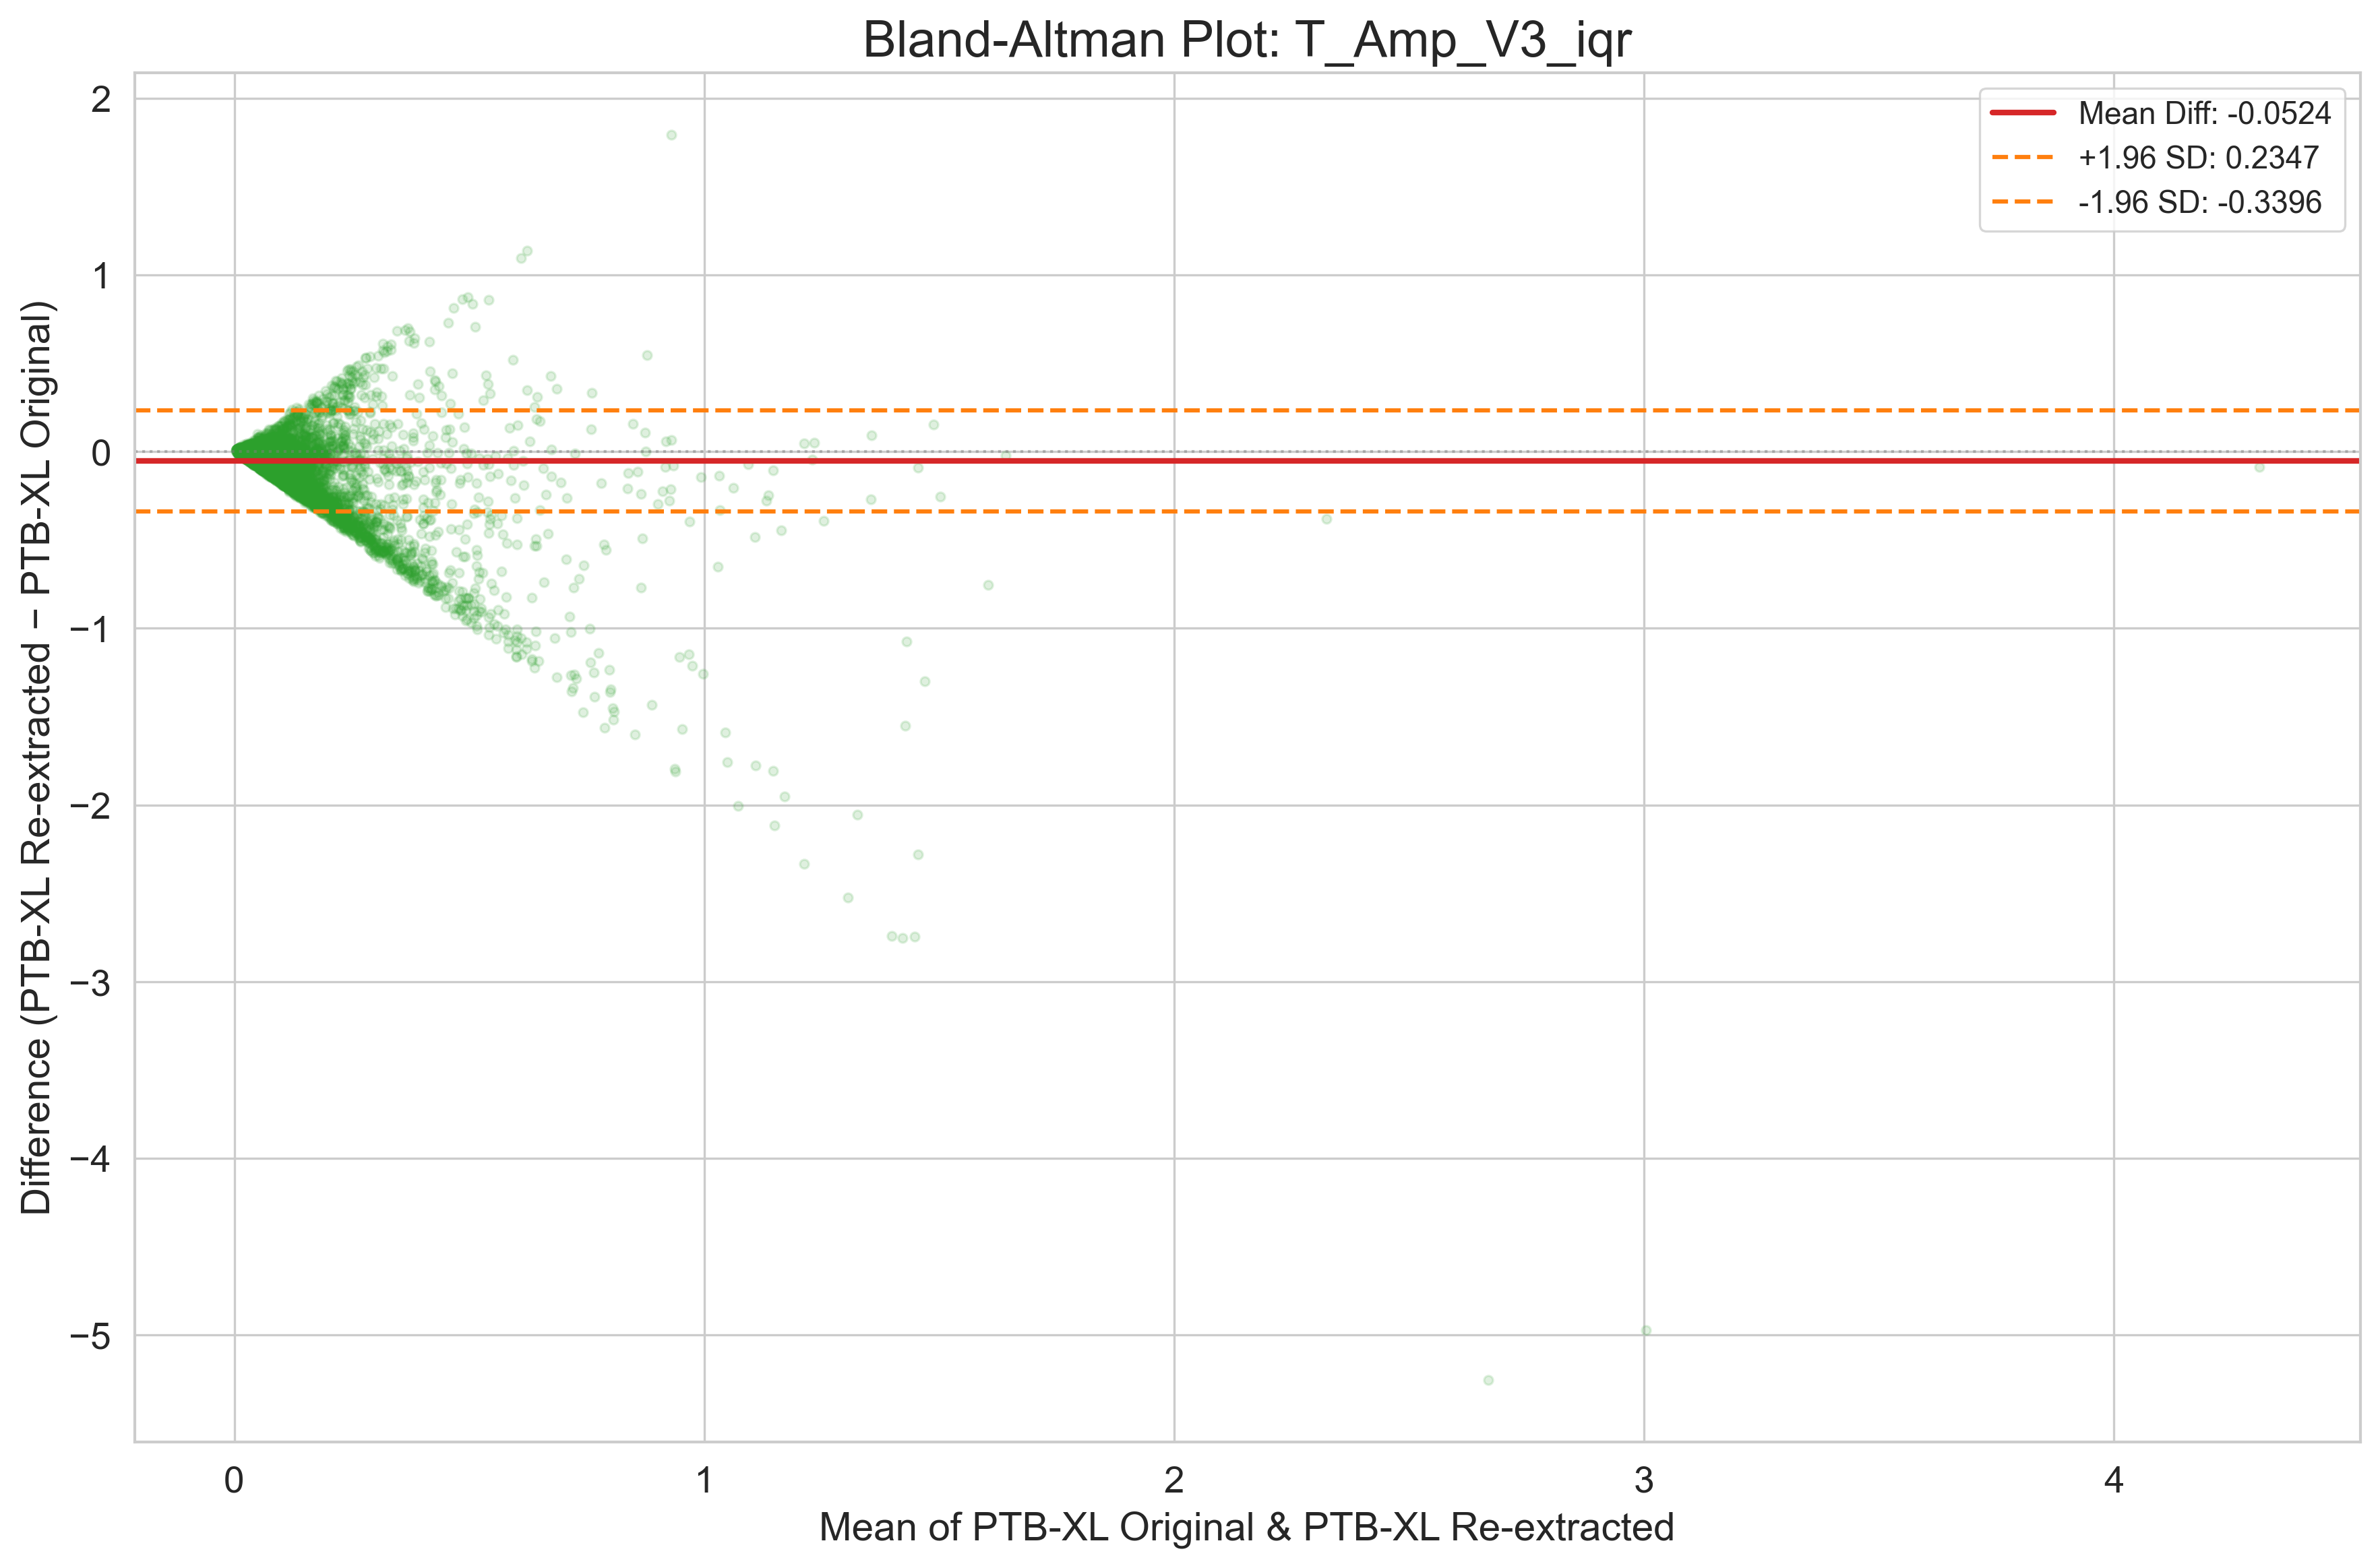 Bland-Altman Plot: T_Amp_V3_iqr
Mean Diff: -0.0524
+1.96 SD: 0.2347
-1.96 SD: -0.3396
Difference (PTB-XL Re-extracted − PTB-XL Original)
2
1
0
−1
−2
−3
−4
−5
0 1 2 3 4
Mean of PTB-XL Original & PTB-XL Re-extracted